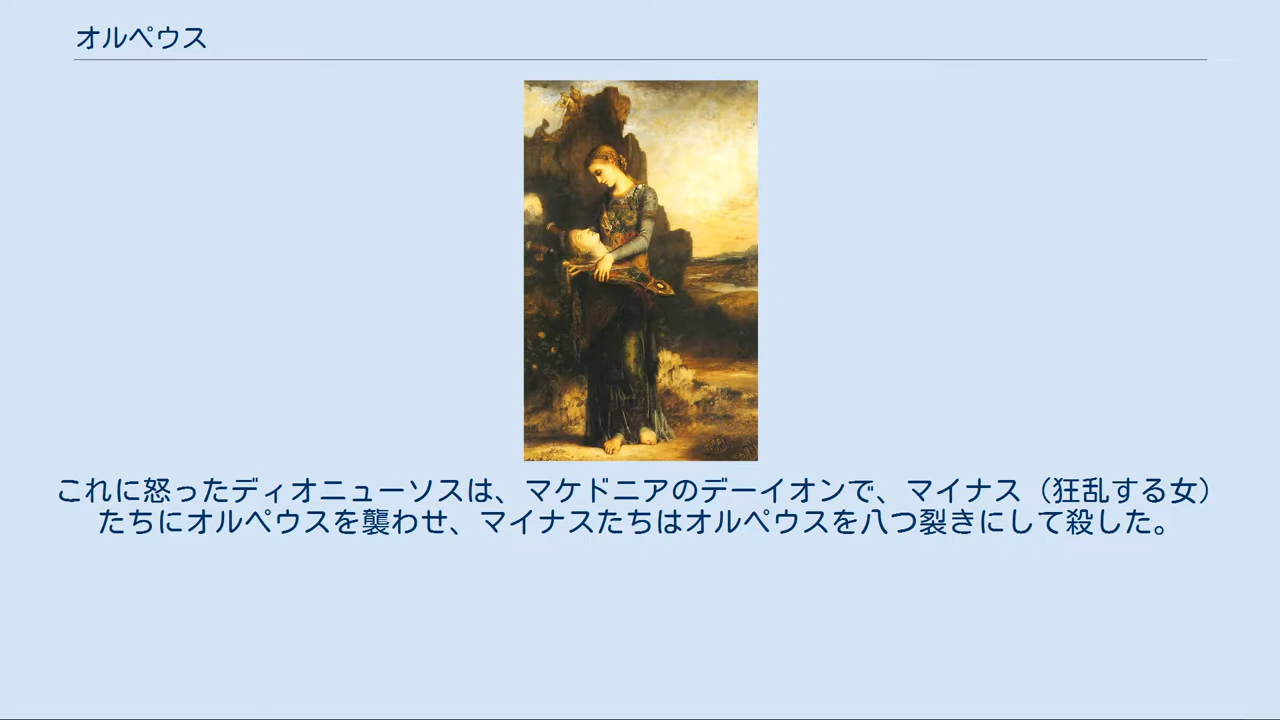 オルペウス
これに怒ったディオニューソスは、マケドニアのデーイオンで、マイナス（狂乱する女）
たちにオルペウスを襲わせ、マイナスたちはオルペウスを八つ裂きにして殺した。